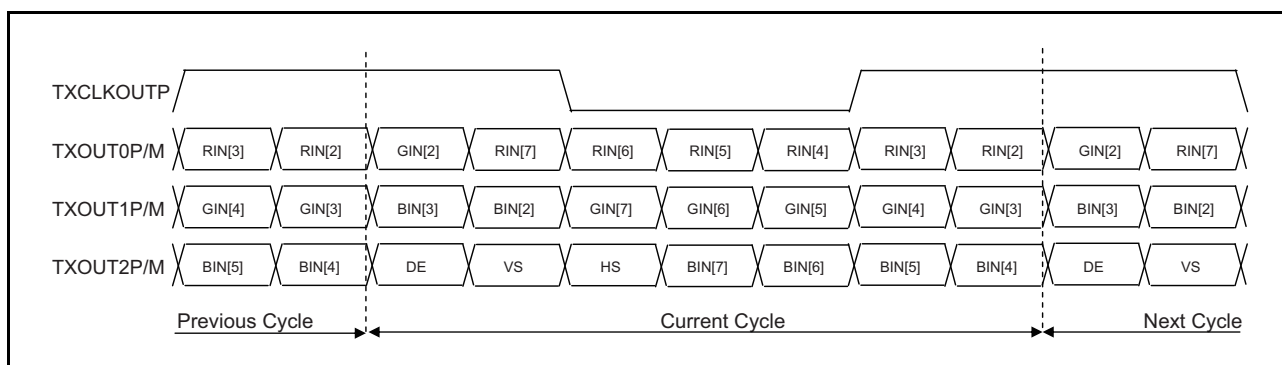 TXCLKOUTP
TXOUT0P/M RIN[3] RIN[2] GIN[2] RIN[7] RIN[6] RIN[5] RIN[4] RIN[3] RIN[2] GIN[2] RIN[7]
TXOUT1P/M GIN[4] GIN[3] BIN[3] BIN[2] GIN[7] GIN[6] GIN[5] GIN[4] GIN[3] BIN[3] BIN[2]
TXOUT2P/M BIN[5] BIN[4] DE VS HS BIN[7] BIN[6] BIN[5] BIN[4] DE VS
Previous Cycle Current Cycle Next Cycle